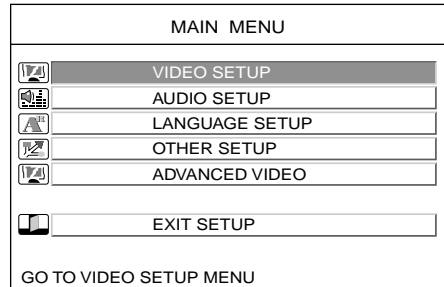 MAIN MENU
VIDEO SETUP
AUDIO SETUP
LANGUAGE SETUP
OTHER SETUP
ADVANCED VIDEO
EXIT SETUP
GO TO VIDEO SETUP MENU